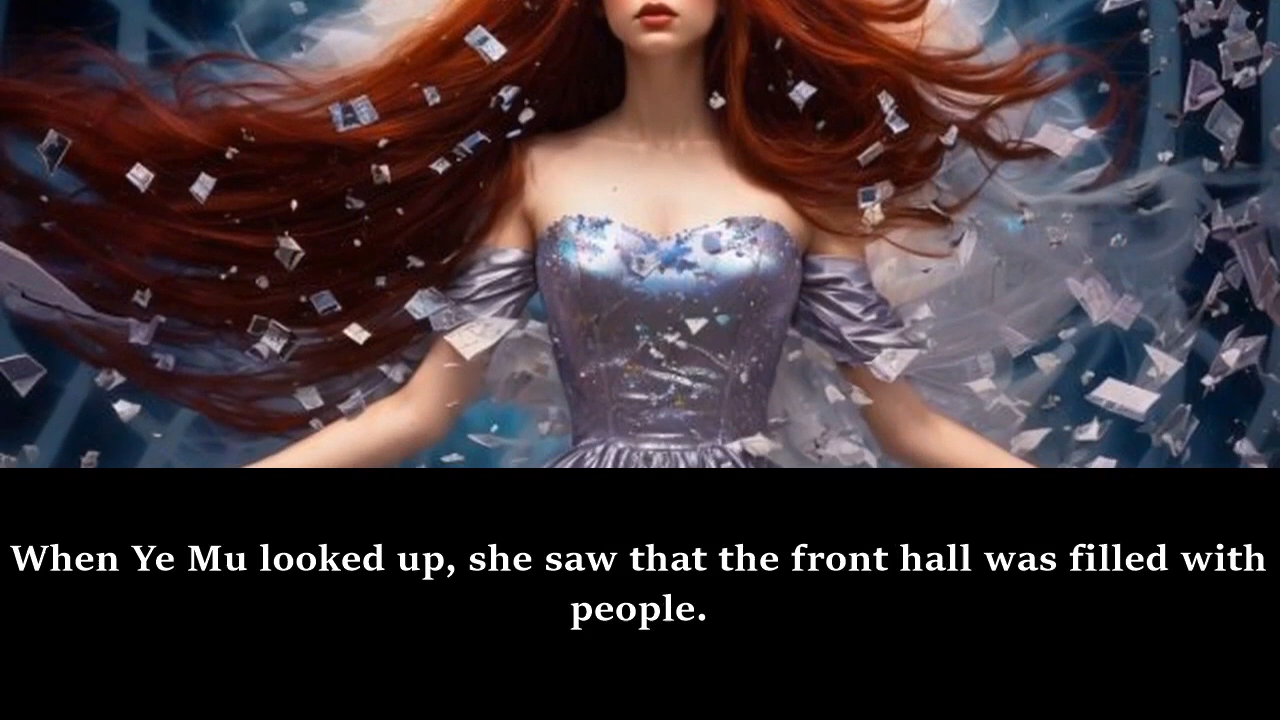 When Ye Mu looked up, she saw that the front hall was filled with
people.